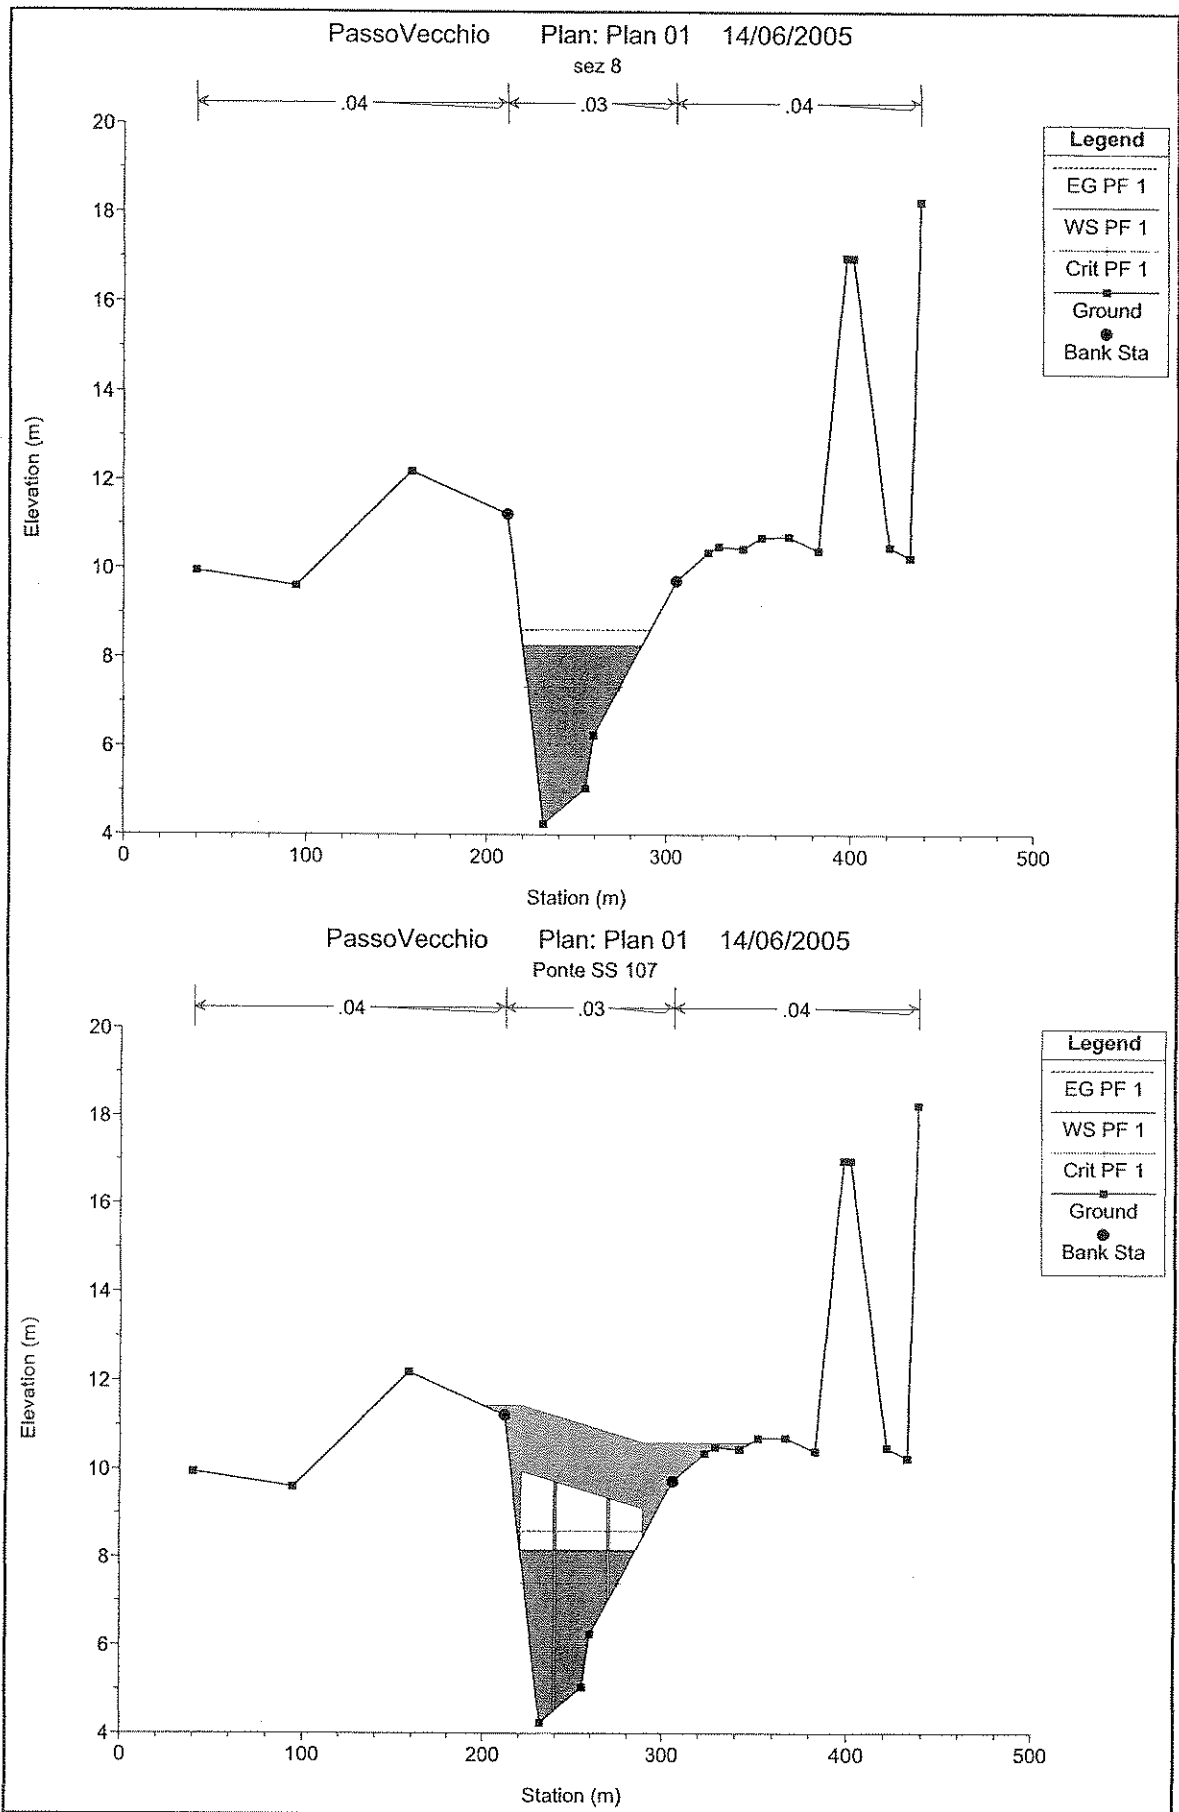 PassoVecchio Plan: Plan 01 14/06/2005
sez 8
.04 .03 .04
Legend
EG PF 1
WS PF 1
Crit PF 1
Ground
Bank Sta
20
18
16
14
12
10
8
6
4
Elevation (m)
0 100 200 300 400 500
Station (m)
PassoVecchio Plan: Plan 01 14/06/2005
Ponte SS 107
.04 .03 .04
Legend
EG PF 1
WS PF 1
Crit PF 1
Ground
Bank Sta
20
18
16
14
12
10
8
6
4
Elevation (m)
0 100 200 300 400 500
Station (m)